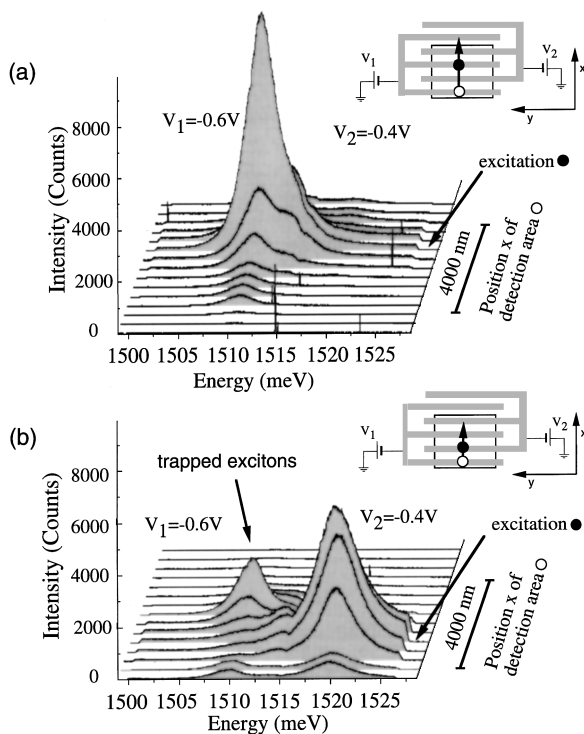 (a)
V1
V2
x
y
V1=-0.6V
V2=-0.4V
excitation
Intensity (Counts)
8000
6000
4000
2000
0
4000 nm
Position x of
detection area
1500 1505 1510 1515 1520 1525
Energy (meV)
(b)
V1
V2
x
y
trapped excitons
V1=-0.6V
V2=-0.4V
excitation
Intensity (Counts)
8000
6000
4000
2000
0
4000 nm
Position x of
detection area
1500 1505 1510 1515 1520 1525
Energy (meV)